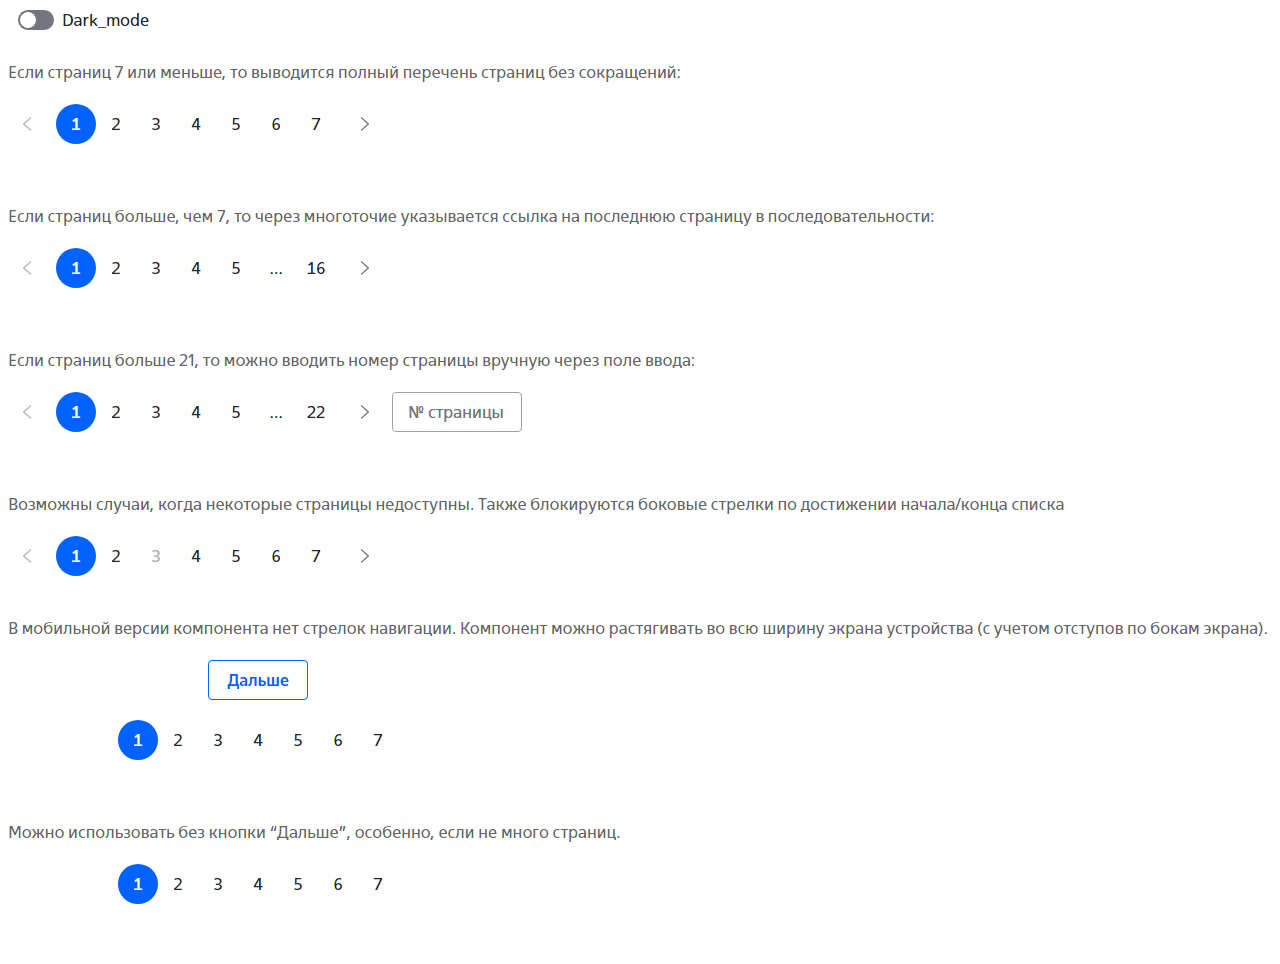 Dark_mode
Если страниц 7 или меньше, то выводится полный перечень страниц без сокращений:
1 2 3 4 5 6 7
Если страниц больше, чем 7, то через многоточие указывается ссылка на последнюю страницу в последовательности:
1 2 3 4 5 ... 16
Если страниц больше 21, то можно вводить номер страницы вручную через поле ввода:
1 2 3 4 5 ... 22 № страницы
Возможны случаи, когда некоторые страницы недоступны. Также блокируются боковые стрелки по достижении начала/конца списка
1 2 3 4 5 6 7
В мобильной версии компонента нет стрелок навигации. Компонент можно растягивать во всю ширину экрана устройства (с учетом отступов по бокам экрана).
Дальше
1 2 3 4 5 6 7
Можно использовать без кнопки “Дальше”, особенно, если не много страниц.
1 2 3 4 5 6 7